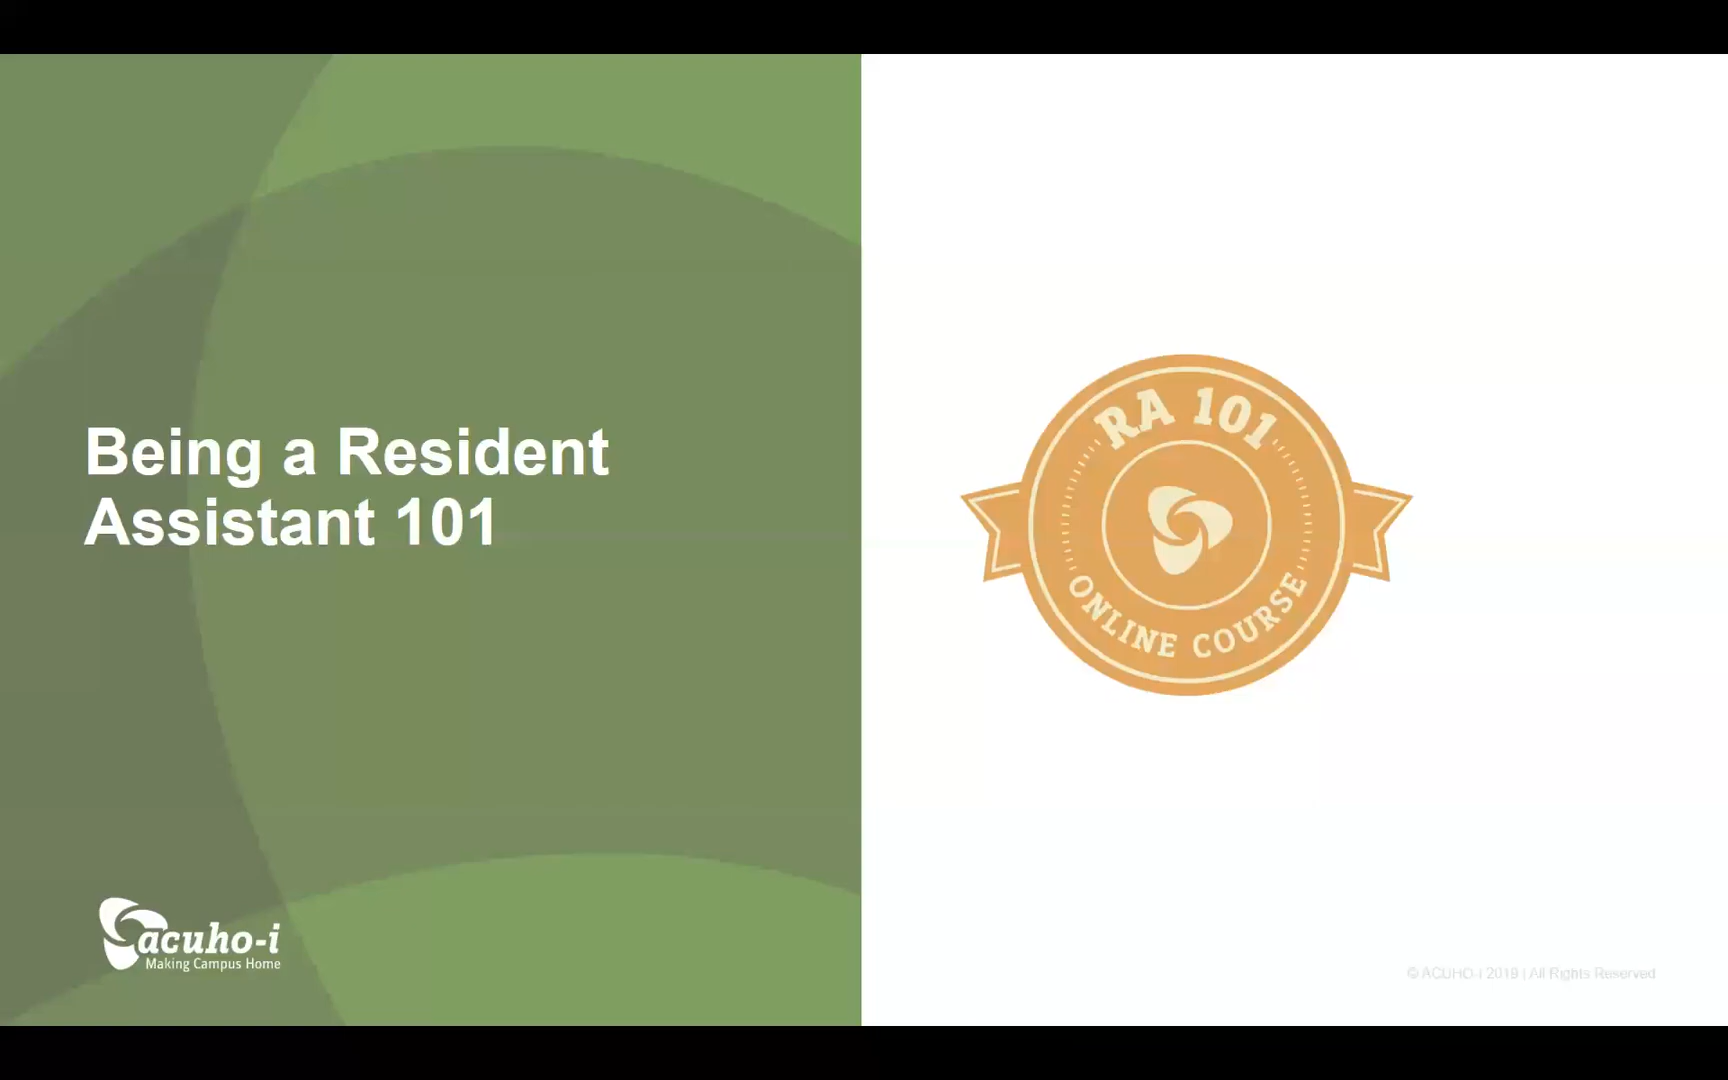 Being a Resident
Assistant 101
RA 101
ONLINE COURSE
acuho-i
Making Campus Home
© ACUHO-I 2019 | All Rights Reserved